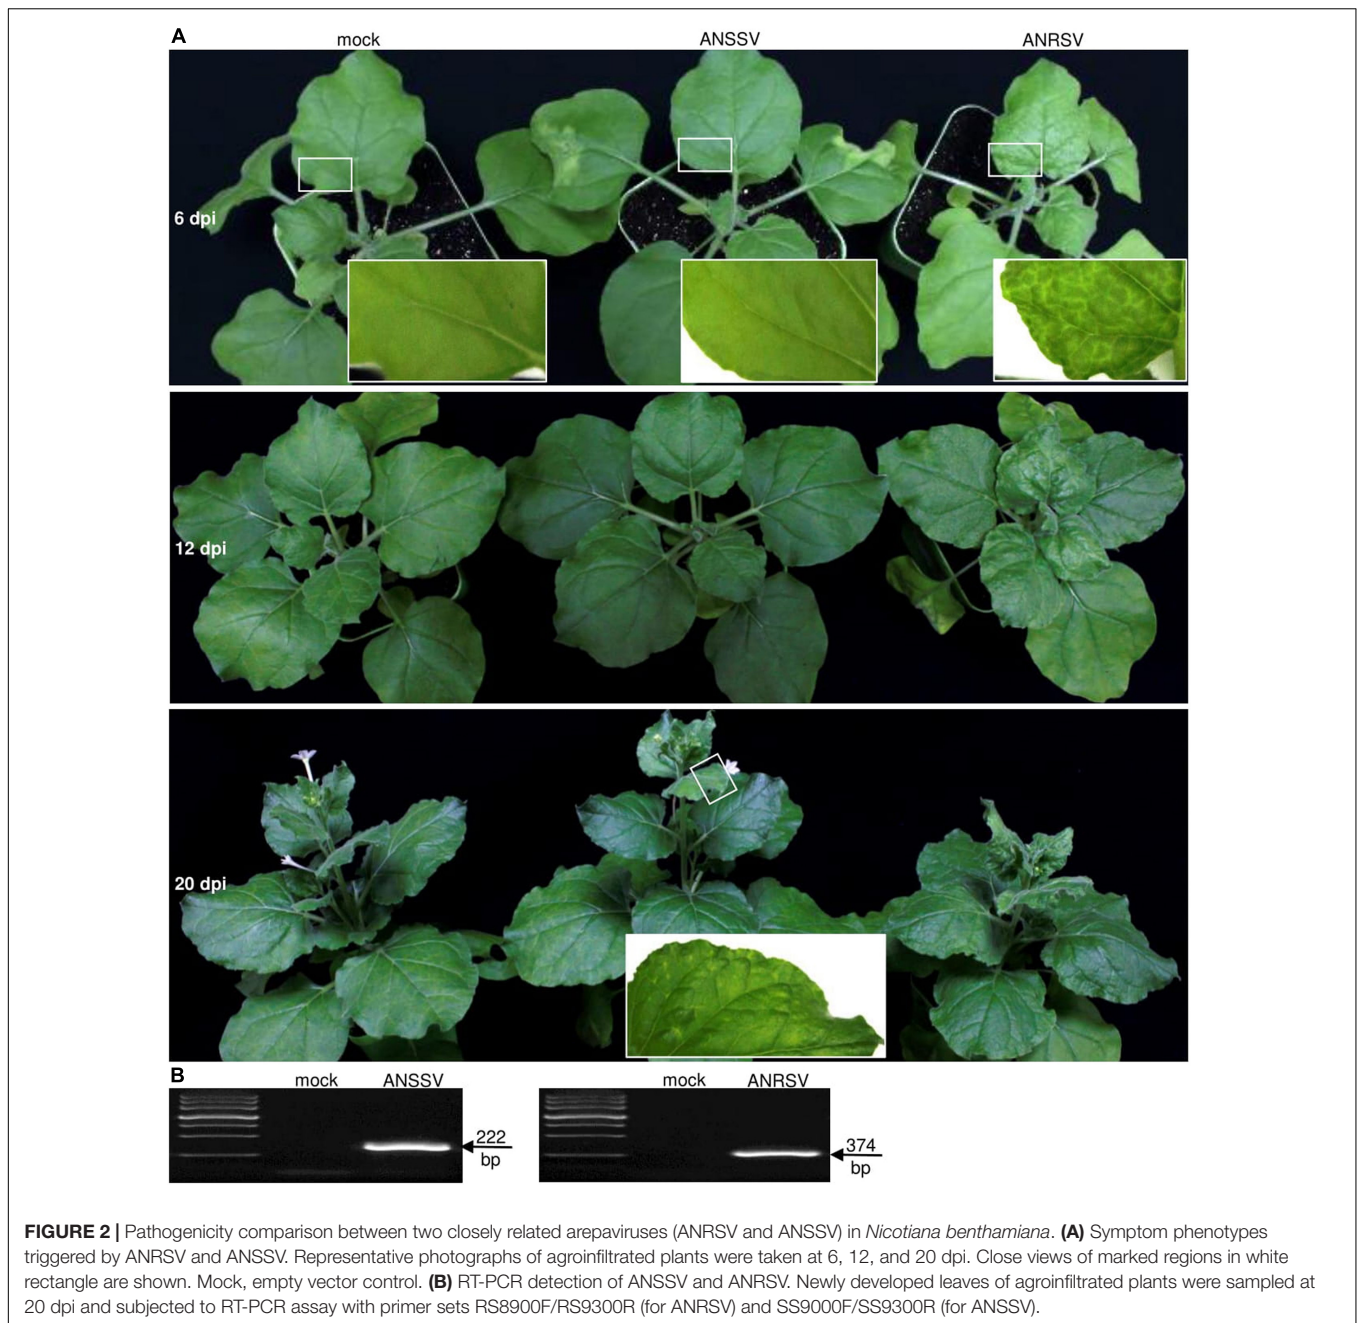 A
mock ANSSV ANRSV
6 dpi
12 dpi
20 dpi
B
mock ANSSV mock ANRSV
222 bp
374 bp
FIGURE 2 | Pathogenicity comparison between two closely related arepaviruses (ANRSV and ANSSV) in Nicotiana benthamiana. (A) Symptom phenotypes
triggered by ANRSV and ANSSV. Representative photographs of agroinfiltrated plants were taken at 6, 12, and 20 dpi. Close views of marked regions in white
rectangle are shown. Mock, empty vector control. (B) RT-PCR detection of ANSSV and ANRSV. Newly developed leaves of agroinfiltrated plants were sampled at
20 dpi and subjected to RT-PCR assay with primer sets RS8900F/RS9300R (for ANRSV) and SS9000F/SS9300R (for ANSSV).